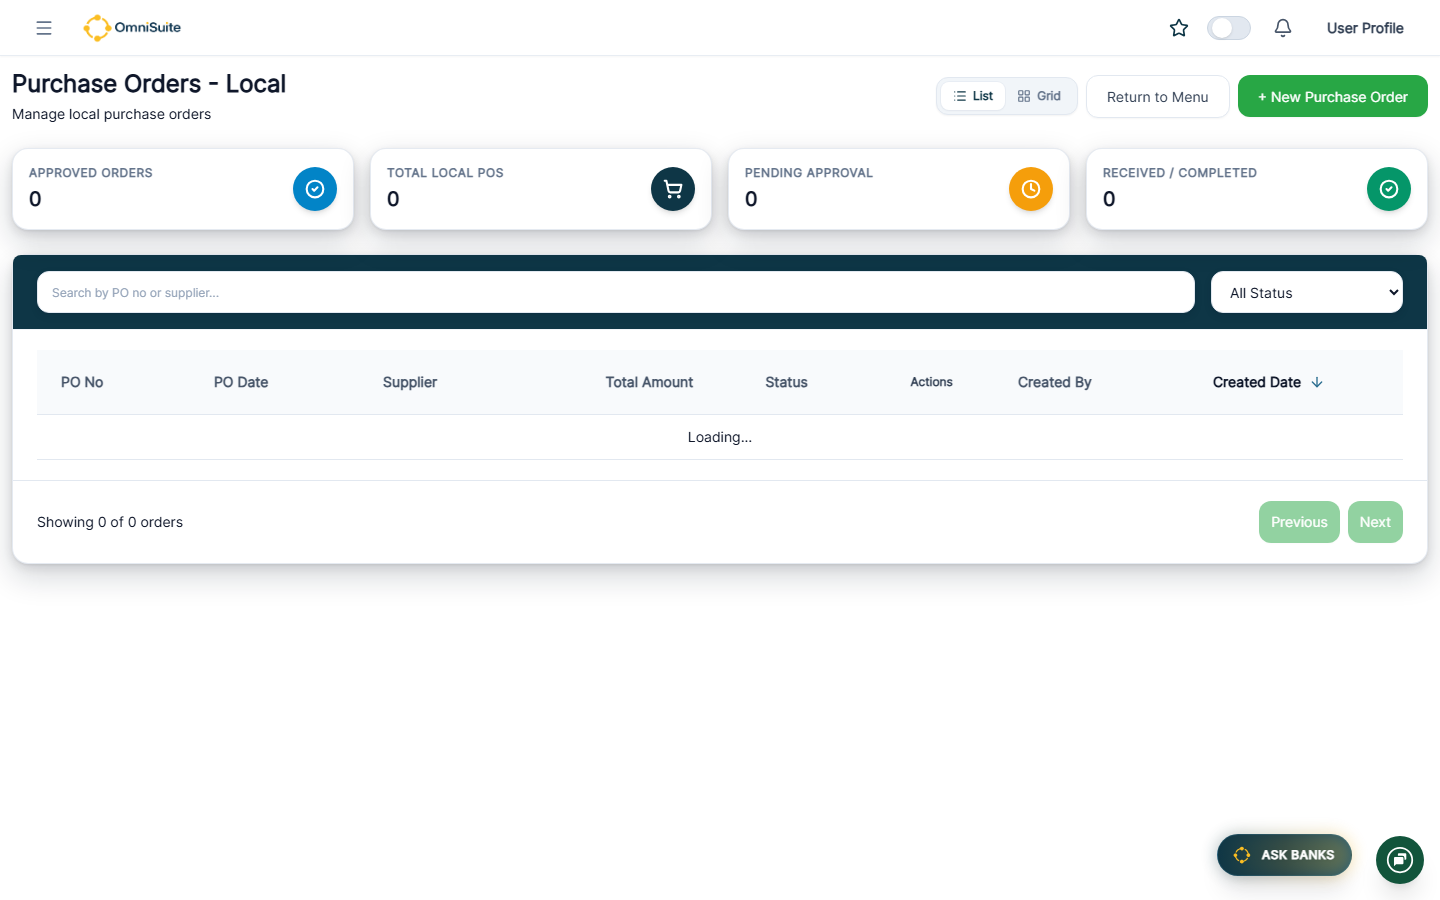 OmniSuite
User Profile
Purchase Orders - Local
Manage local purchase orders
List
Grid
Return to Menu
+ New Purchase Order
APPROVED ORDERS
0
TOTAL LOCAL POS
0
PENDING APPROVAL
0
RECEIVED / COMPLETED
0
Search by PO no or supplier...
All Status
PO No PO Date Supplier Total Amount Status Actions Created By Created Date
Loading...
Showing 0 of 0 orders
Previous
Next
ASK BANKS